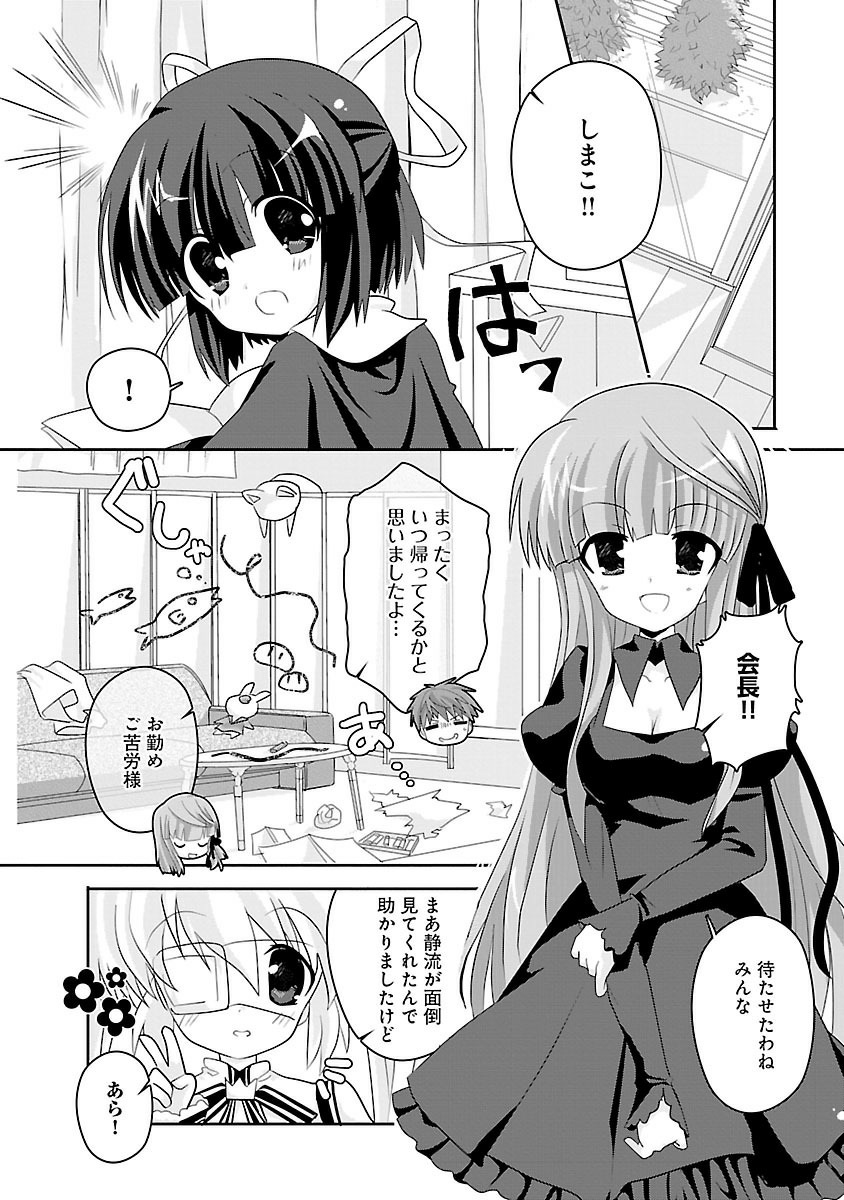 しまこ!!
はっ
!
会長!!
待たせたわね
みんな
まったく
いつ帰ってくるかと
思いましたよ…
ぐしゃ
あ…
お勤め
ご苦労様
まあ静流が面倒
見てくれたんで
助かりましたけど
あら!